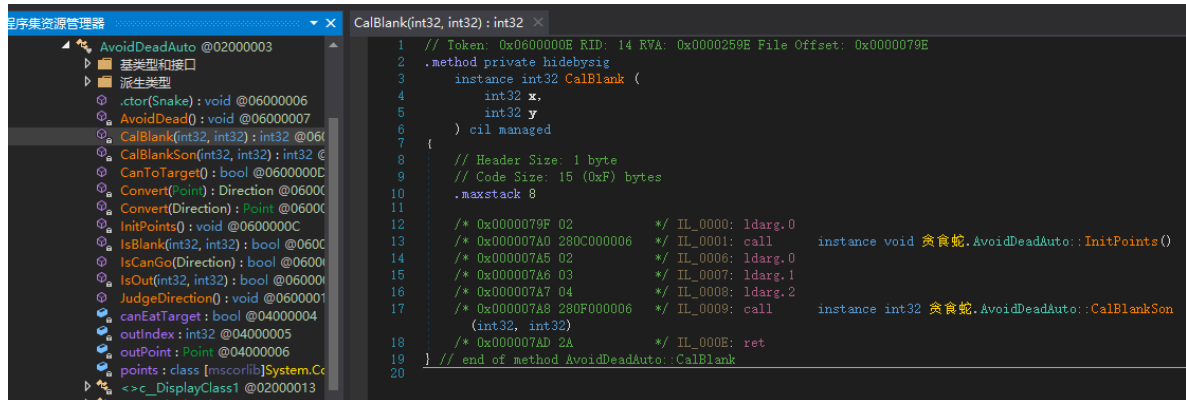 程序集资源管理器
AvoidDeadAuto @02000003
基类型和接口
派生类型
.ctor(Snake) : void @06000006
AvoidDead() : void @06000007
CalBlank(int32, int32) : int32 @060
CalBlankSon(int32, int32) : int32 @
CanToTarget() : bool @0600000D
Convert(Point) : Direction @06000
Convert(Direction) : Point @06000
InitPoints() : void @0600000C
IsBlank(int32, int32) : bool @0600
IsCanGo(Direction) : bool @06000
IsOut(int32, int32) : bool @06000
JudgeDirection() : void @0600001
canEatTarget : bool @04000004
outIndex : int32 @04000005
outPoint : Point @04000006
points : class [mscorlib]System.Co
<>c_DisplayClass1 @02000013
CalBlank(int32, int32) : int32 ×
1 // Token: 0x0600000E RID: 14 RVA: 0x0000259E File Offset: 0x0000079E
2 .method private hidebysig
3 instance int32 CalBlank (
4 int32 x,
5 int32 y
6 ) cil managed
7 {
8 // Header Size: 1 byte
9 // Code Size: 15 (0xF) bytes
10 .maxstack 8
11
12 /* 0x0000079F 02 */ IL_0000: ldarg.0
13 /* 0x000007A0 280C000006 */ IL_0001: call instance void 贪食蛇.AvoidDeadAuto::InitPoints()
14 /* 0x000007A5 02 */ IL_0006: ldarg.0
15 /* 0x000007A6 03 */ IL_0007: ldarg.1
16 /* 0x000007A7 04 */ IL_0008: ldarg.2
17 /* 0x000007A8 280F000006 */ IL_0009: call instance int32 贪食蛇.AvoidDeadAuto::CalBlankSon
(int32, int32)
18 /* 0x000007AD 2A */ IL_000E: ret
19 } // end of method AvoidDeadAuto::CalBlank
20